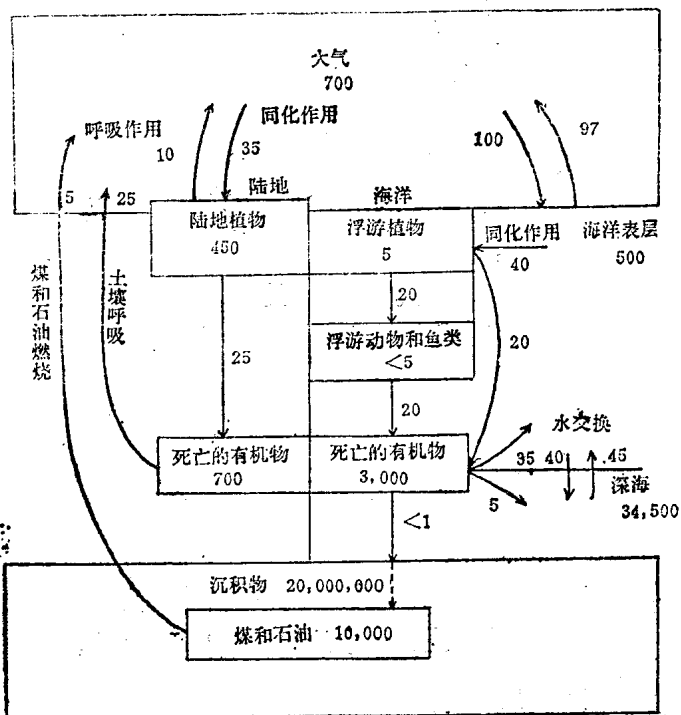 大气
700
呼吸作用
同化作用
10
35
100
97
5
25
陆地
海洋
陆地植物
450
浮游植物
5
同化作用
40
海洋表层
500
煤和石油燃烧
土壤呼吸
20
浮游动物和鱼类
<5
20
25
20
水交换
死亡的有机物
700
死亡的有机物
3,000
35
40
.45
5
深海
34,500
<1
沉积物 20,000,000
煤和石油 10,000